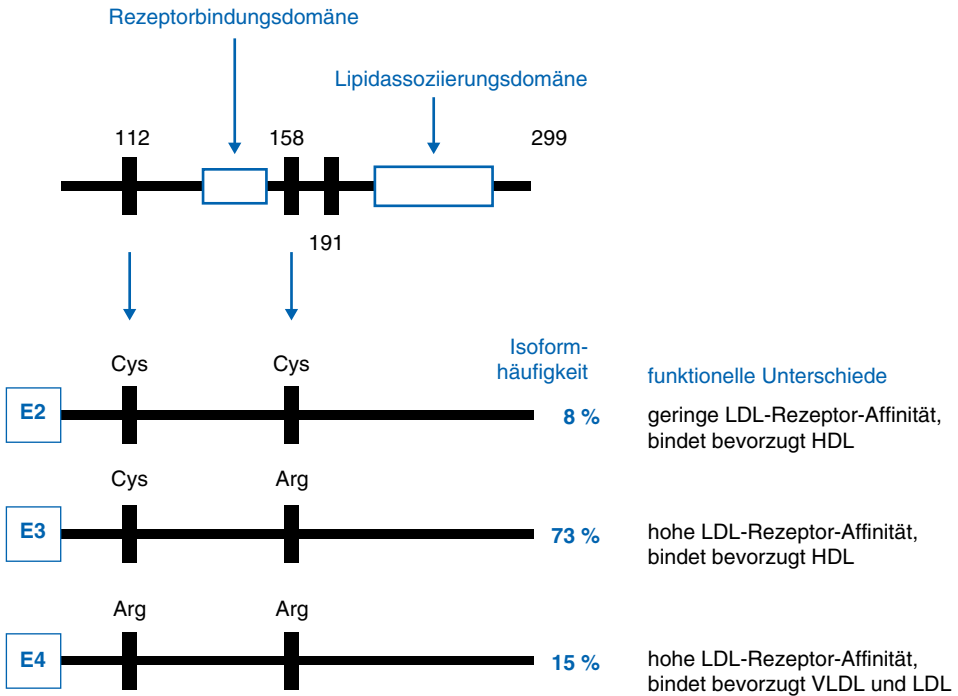 Rezeptorbindungsdomäne
Lipidassoziierungsdomäne
112
158
299
191
Isoform-
häufigkeit
funktionelle Unterschiede
Cys
Cys
E2
8 %
geringe LDL-Rezeptor-Affinität,
bindet bevorzugt HDL
Cys
Arg
E3
73 %
hohe LDL-Rezeptor-Affinität,
bindet bevorzugt HDL
Arg
Arg
E4
15 %
hohe LDL-Rezeptor-Affinität,
bindet bevorzugt VLDL und LDL